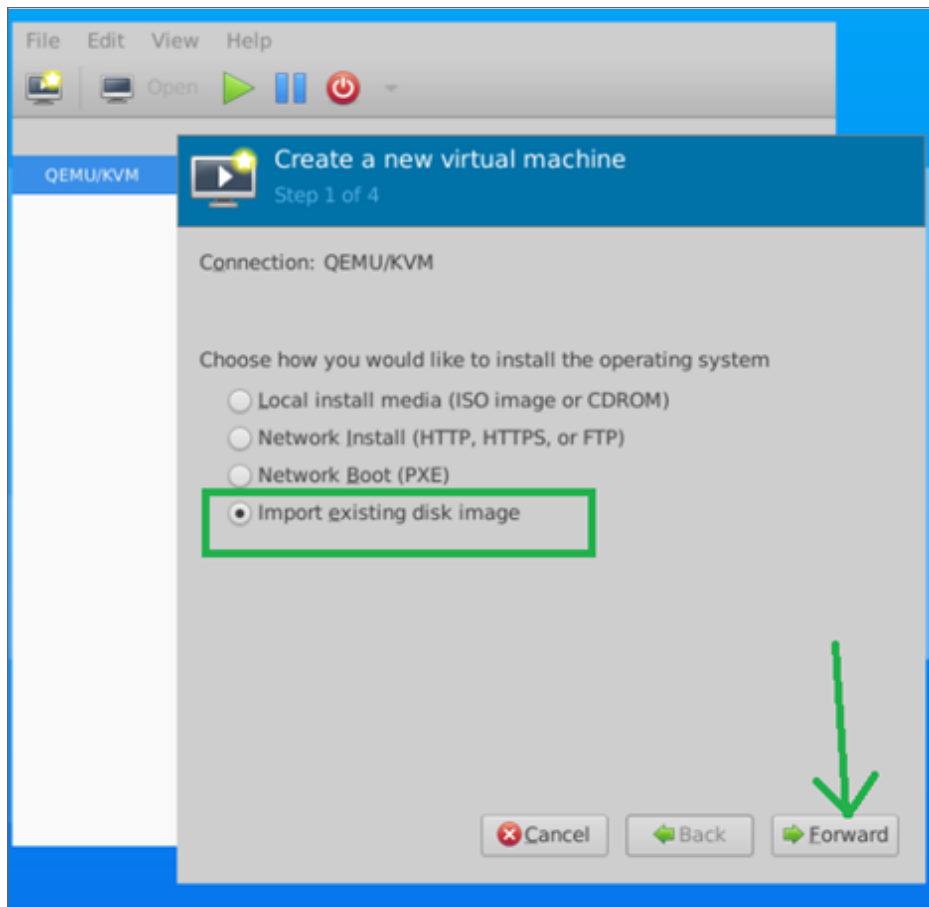 File Edit View Help
Open
QEMU/KVM
Create a new virtual machine
Step 1 of 4
Connection: QEMU/KVM
Choose how you would like to install the operating system
Local install media (ISO image or CDROM)
Network Install (HTTP, HTTPS, or FTP)
Network Boot (PXE)
Import existing disk image
Cancel Back Forward